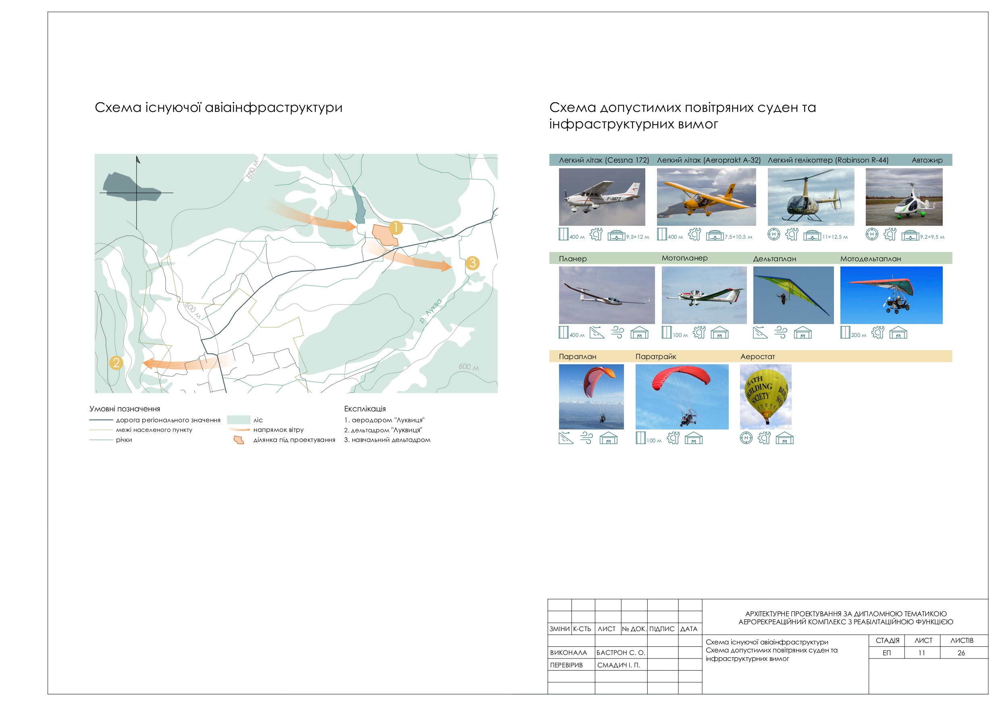 Схема існуючої авіаінфраструктури
600 м
600 м
600 м
р. Луква
1
2
3
Умовні позначення
дорога регіонального значення
межі населеного пункту
річки
ліс
напрямок вітру
ділянка під проектування
Експлікація
1. аеродором "Луквиця"
2. дельтадром "Луквиця"
3. навчальний дельтадром
Схема допустимих повітряних суден та
інфраструктурних вимог
Легкий літак (Cessna 172) Легкий літак (Aeroprakt A-32) Легкий гелікоптер (Robinson R-44) Автожир
F-HATZ
A
400 м 9,5×12 м 400 м 7,5×10,5 м H 11×12,5 м H 9,2×9,5 м
Планер Мотопланер Дельтаплан Мотодельтаплан
400 м 100 м 200 м
Параплан Паратрайк Аеростат
BATH
BUILDING
SOCIETY
100 м H
АРХІТЕКТУРНЕ ПРОЕКТУВАННЯ ЗА ДИПЛОМНОЮ ТЕМАТИКОЮ
АЕРОРЕКРЕАЦІЙНИЙ КОМПЛЕКС З РЕАБІЛІТАЦІЙНОЮ ФУНКЦІЄЮ
ЗМІНИ К-СТЬ ЛИСТ № ДОК. ПІДПИС ДАТА
ВИКОНАЛА БАСТРОН С. О.
ПЕРЕВІРИВ СМАДИЧ І. П.
Схема існуючої авіаінфраструктури
Схема допустимих повітряних суден та
інфраструктурних вимог
СТАДІЯ ЛИСТ ЛИСТІВ
ЕП 11 26